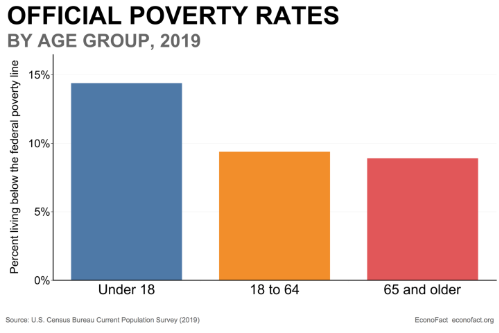 OFFICIAL POVERTY RATES
BY AGE GROUP, 2019
Percent living below the federal poverty line
15%
10%
5%
0%
Under 18
18 to 64
65 and older
Source: U.S. Census Bureau Current Population Survey (2019)
EconoFact econofact.org